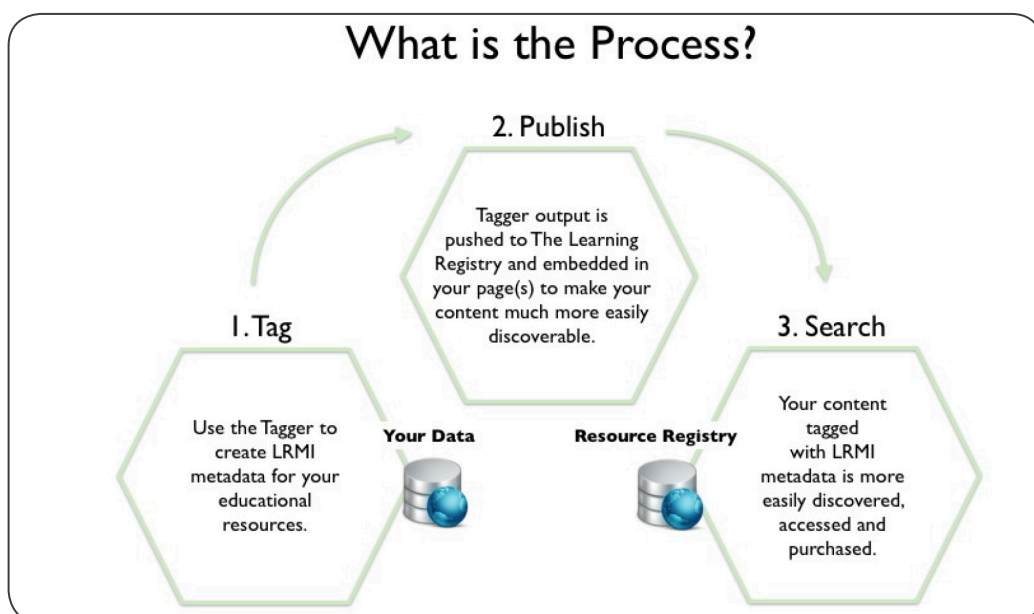 What is the Process?
2. Publish
Tagger output is
pushed to The Learning
Registry and embedded in
your page(s) to make your
content much more easily
discoverable.
1. Tag
Use the Tagger to
create LRMI
metadata for your
educational
resources.
Your Data
Resource Registry
3. Search
Your content
tagged
with LRMI
metadata is more
easily discovered,
accessed and
purchased.